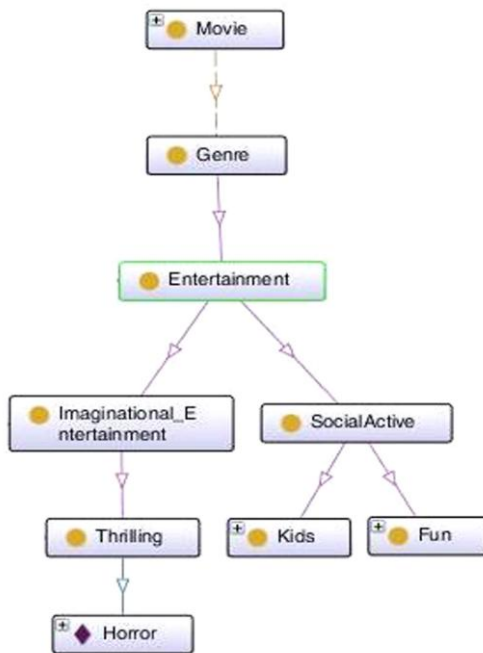 Movie
Genre
Entertainment
Imaginational_E
ntertainment
SocialActive
Thrilling
Kids
Fun
Horror